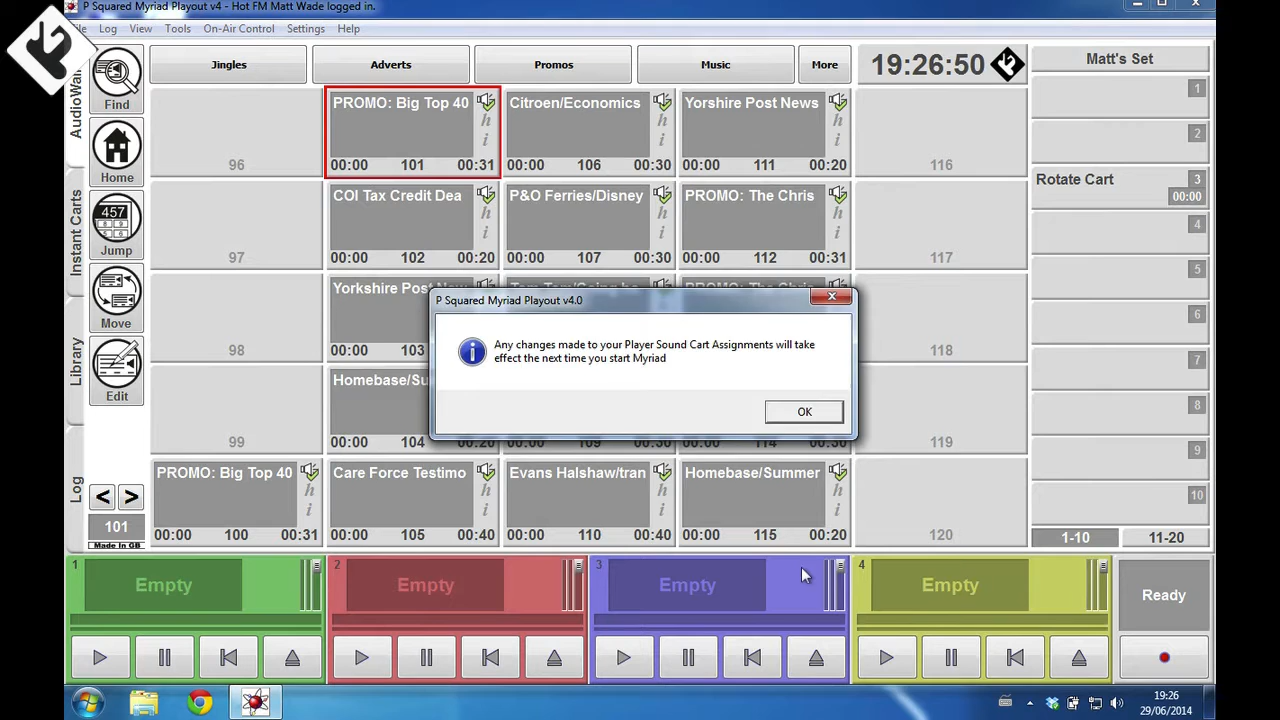 P Squared Myriad Playout v4 - Hot FM Matt Wade logged in.
Log View Tools On-Air Control Settings Help
Jingles Adverts Promos Music More 19:26:50 Matt's Set
AudioWall
Instant Carts
Library
Log
Find
Home
457
Jump
Move
Edit
< >
101
Made In GB
96
PROMO: Big Top 40 h i
00:00 101 00:31
Citroen/Economics
00:00 106 00:30
Yorshire Post News h i
00:00 111 00:20
116
97
COI Tax Credit Dea h i
00:00 102 00:20
P&O Ferries/Disney h i
00:00 107 00:30
PROMO: The Chris h i
00:00 112 00:31
117
98
Yorkshire Post
00:00 103
118
99
Homebase/Su
00:00 104 00:20
119
PROMO: Big Top 40 h i
00:00 100 00:31
Care Force Testimo h i
00:00 105 00:40
Evans Halshaw/tran h i
00:00 110 00:40
Homebase/Summer h i
00:00 115 00:20
120
P Squared Myriad Playout v4.0
Any changes made to your Player Sound Cart Assignments will take
effect the next time you start Myriad
OK
1
2
Rotate Cart 3
00:00
4
5
6
7
8
9
10
1-10 11-20
1 Empty
2 Empty
3 Empty
4 Empty
Ready
19:26
29/06/2014